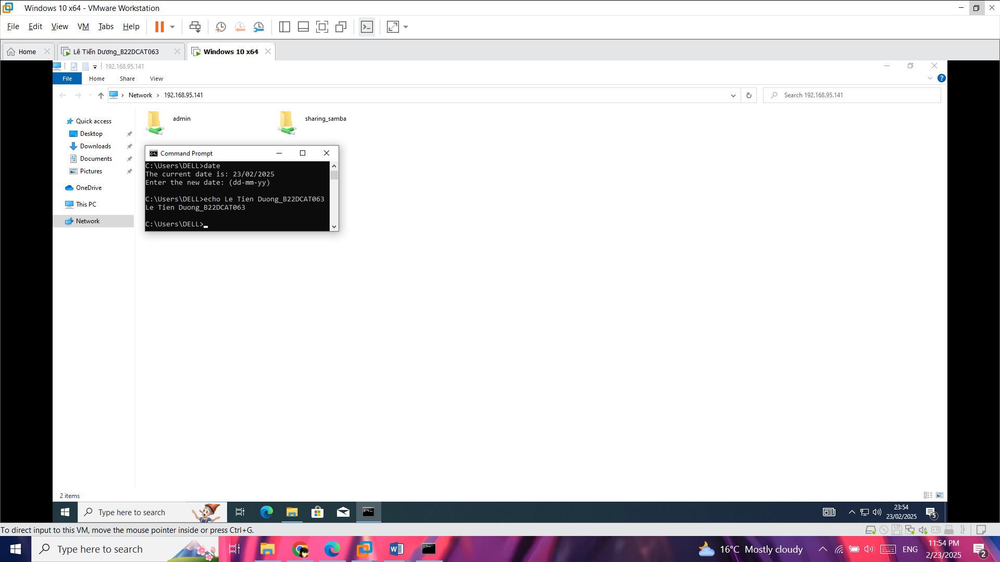 Windows 10 x64 - VMware Workstation
File Edit View VM Tabs Help
Home Lê Tiến Dương_B22DCAT063 Windows 10 x64
192.168.95.141
File Home Share View
Network 192.168.95.141 Search 192.168.95.141
Quick access
Desktop
Downloads
Documents
Pictures
OneDrive
This PC
Network
admin sharing_samba
Command Prompt
C:\Users\DELL>date
The current date is: 23/02/2025
Enter the new date: (dd-mm-yy)
C:\Users\DELL>echo Le Tien Duong_B22DCAT063
Le Tien Duong_B22DCAT063
C:\Users\DELL>
2 items
Type here to search
23:54
23/02/2025
5
To direct input to this VM, move the mouse pointer inside or press Ctrl+G.
Type here to search
16°C Mostly cloudy
ENG
11:54 PM
2/23/2025
2